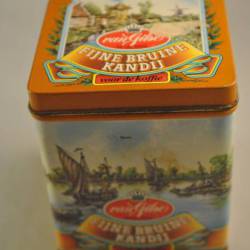 van Gilse
FIJNE BRUINE
KANDIJ
voor de koffie
van Gilse
FIJNE BRUINE
KANDIJ